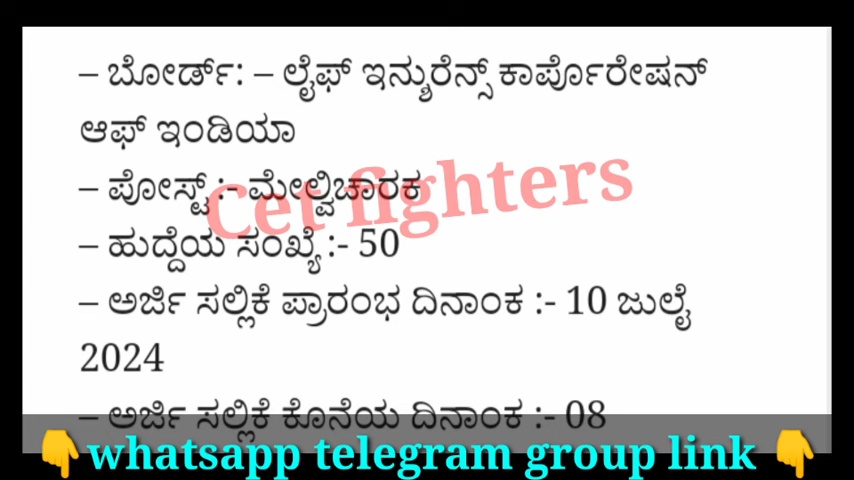 – ಬೋರ್ಡ್: – ಲೈಫ್ ಇನ್ಶುರೆನ್ಸ್ ಕಾರ್ಪೊರೇಷನ್
ಆಫ್ ಇಂಡಿಯಾ
– ಪೋಸ್ಟ್ :- ಮೇಲ್ವಿಚಾರಕ
Cet fighters
– ಹುದ್ದೆಯ ಸಂಖ್ಯೆ :- 50
– ಅರ್ಜಿ ಸಲ್ಲಿಕೆ ಪ್ರಾರಂಭ ದಿನಾಂಕ :- 10 ಜುಲೈ
2024
– ಅರ್ಜಿ ಸಲ್ಲಿಕೆ ಕೊನೆಯ ದಿನಾಂಕ :- 08
👇whatsapp telegram group link 👇